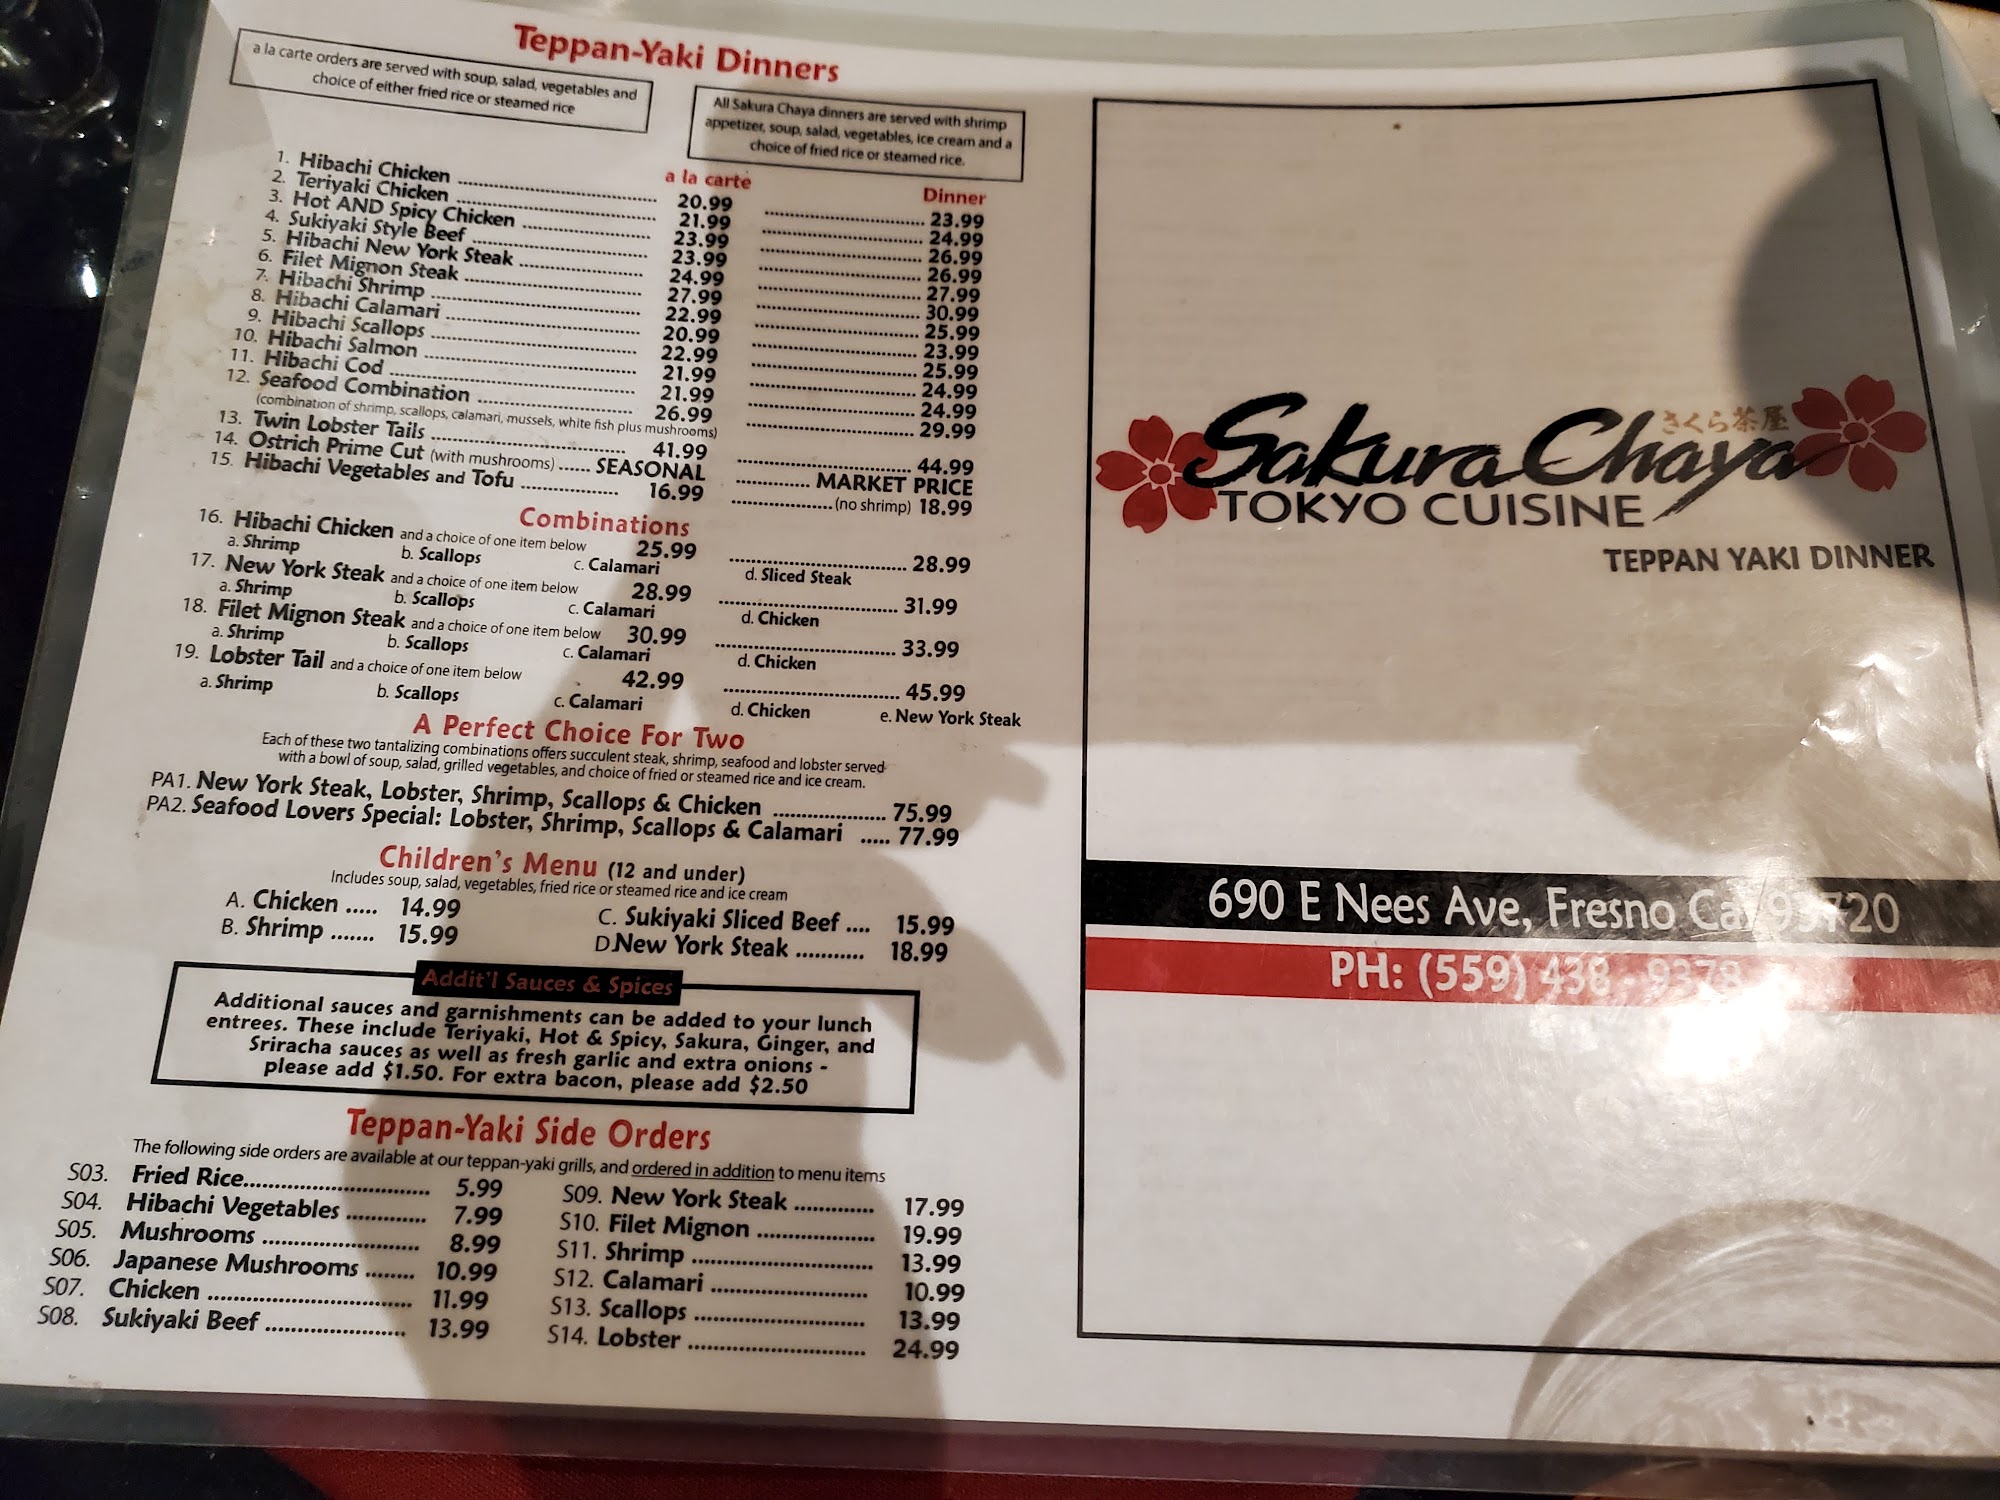 Teppan-Yaki Dinners
a la carte orders are served with soup, salad, vegetables and
choice of either fried rice or steamed rice
All Sakura Chaya dinners are served with shrimp
appetizer, soup, salad, vegetables, ice cream and a
choice of fried rice or steamed rice.
a la carte Dinner
1. Hibachi Chicken ........ 20.99 ........ 23.99
2. Teriyaki Chicken ........ 21.99 ........ 24.99
3. Hot AND Spicy Chicken ........ 23.99 ........ 26.99
4. Sukiyaki Style Beef ........ 23.99 ........ 26.99
5. Hibachi New York Steak ........ 24.99 ........ 27.99
6. Filet Mignon Steak ........ 27.99 ........ 30.99
7. Hibachi Shrimp ........ 22.99 ........ 25.99
8. Hibachi Calamari ........ 20.99 ........ 23.99
9. Hibachi Scallops ........ 22.99 ........ 25.99
10. Hibachi Salmon ........ 21.99 ........ 24.99
11. Hibachi Cod ........ 21.99 ........ 24.99
12. Seafood Combination ........ 26.99 ........ 29.99
(combination of shrimp, scallops, calamari, mussels, white fish plus mushrooms)
13. Twin Lobster Tails ........ 41.99 ........ 44.99
14. Ostrich Prime Cut (with mushrooms) ...... SEASONAL ........ MARKET PRICE
15. Hibachi Vegetables and Tofu ........ 16.99 ........ (no shrimp) 18.99
Combinations
16. Hibachi Chicken and a choice of one item below 25.99 ........ 28.99
a. Shrimp b. Scallops c. Calamari d. Sliced Steak
17. New York Steak and a choice of one item below 28.99 ........ 31.99
a. Shrimp b. Scallops c. Calamari d. Chicken
18. Filet Mignon Steak and a choice of one item below 30.99 ........ 33.99
a. Shrimp b. Scallops c. Calamari d. Chicken
19. Lobster Tail and a choice of one item below 42.99 ........ 45.99
a. Shrimp b. Scallops c. Calamari d. Chicken e. New York Steak
A Perfect Choice For Two
Each of these two tantalizing combinations offers succulent steak, shrimp, seafood and lobster served
with a bowl of soup, salad, grilled vegetables, and choice of fried or steamed rice and ice cream.
PA1. New York Steak, Lobster, Shrimp, Scallops & Chicken ........ 75.99
PA2. Seafood Lovers Special: Lobster, Shrimp, Scallops & Calamari ..... 77.99
Children's Menu (12 and under)
Includes soup, salad, vegetables, fried rice or steamed rice and ice cream
A. Chicken ..... 14.99 C. Sukiyaki Sliced Beef .... 15.99
B. Shrimp ....... 15.99 D.New York Steak ........... 18.99
Addit'l Sauces & Spices
Additional sauces and garnishments can be added to your lunch
entrees. These include Teriyaki, Hot & Spicy, Sakura, Ginger, and
Sriracha sauces as well as fresh garlic and extra onions -
please add $1.50. For extra bacon, please add $2.50
Teppan-Yaki Side Orders
The following side orders are available at our teppan-yaki grills, and ordered in addition to menu items
S03. Fried Rice........ 5.99 S09. New York Steak ........ 17.99
S04. Hibachi Vegetables ........ 7.99 S10. Filet Mignon ........ 19.99
S05. Mushrooms ........ 8.99 S11. Shrimp ........ 13.99
S06. Japanese Mushrooms ........ 10.99 S12. Calamari ........ 10.99
S07. Chicken ........ 11.99 S13. Scallops ........ 13.99
S08. Sukiyaki Beef ........ 13.99 S14. Lobster ........ 24.99
さくら茶屋
Sakura Chaya
TOKYO CUISINE
TEPPAN YAKI DINNER
690 E Nees Ave, Fresno Ca, 93720
PH: (559) 438 - 9378